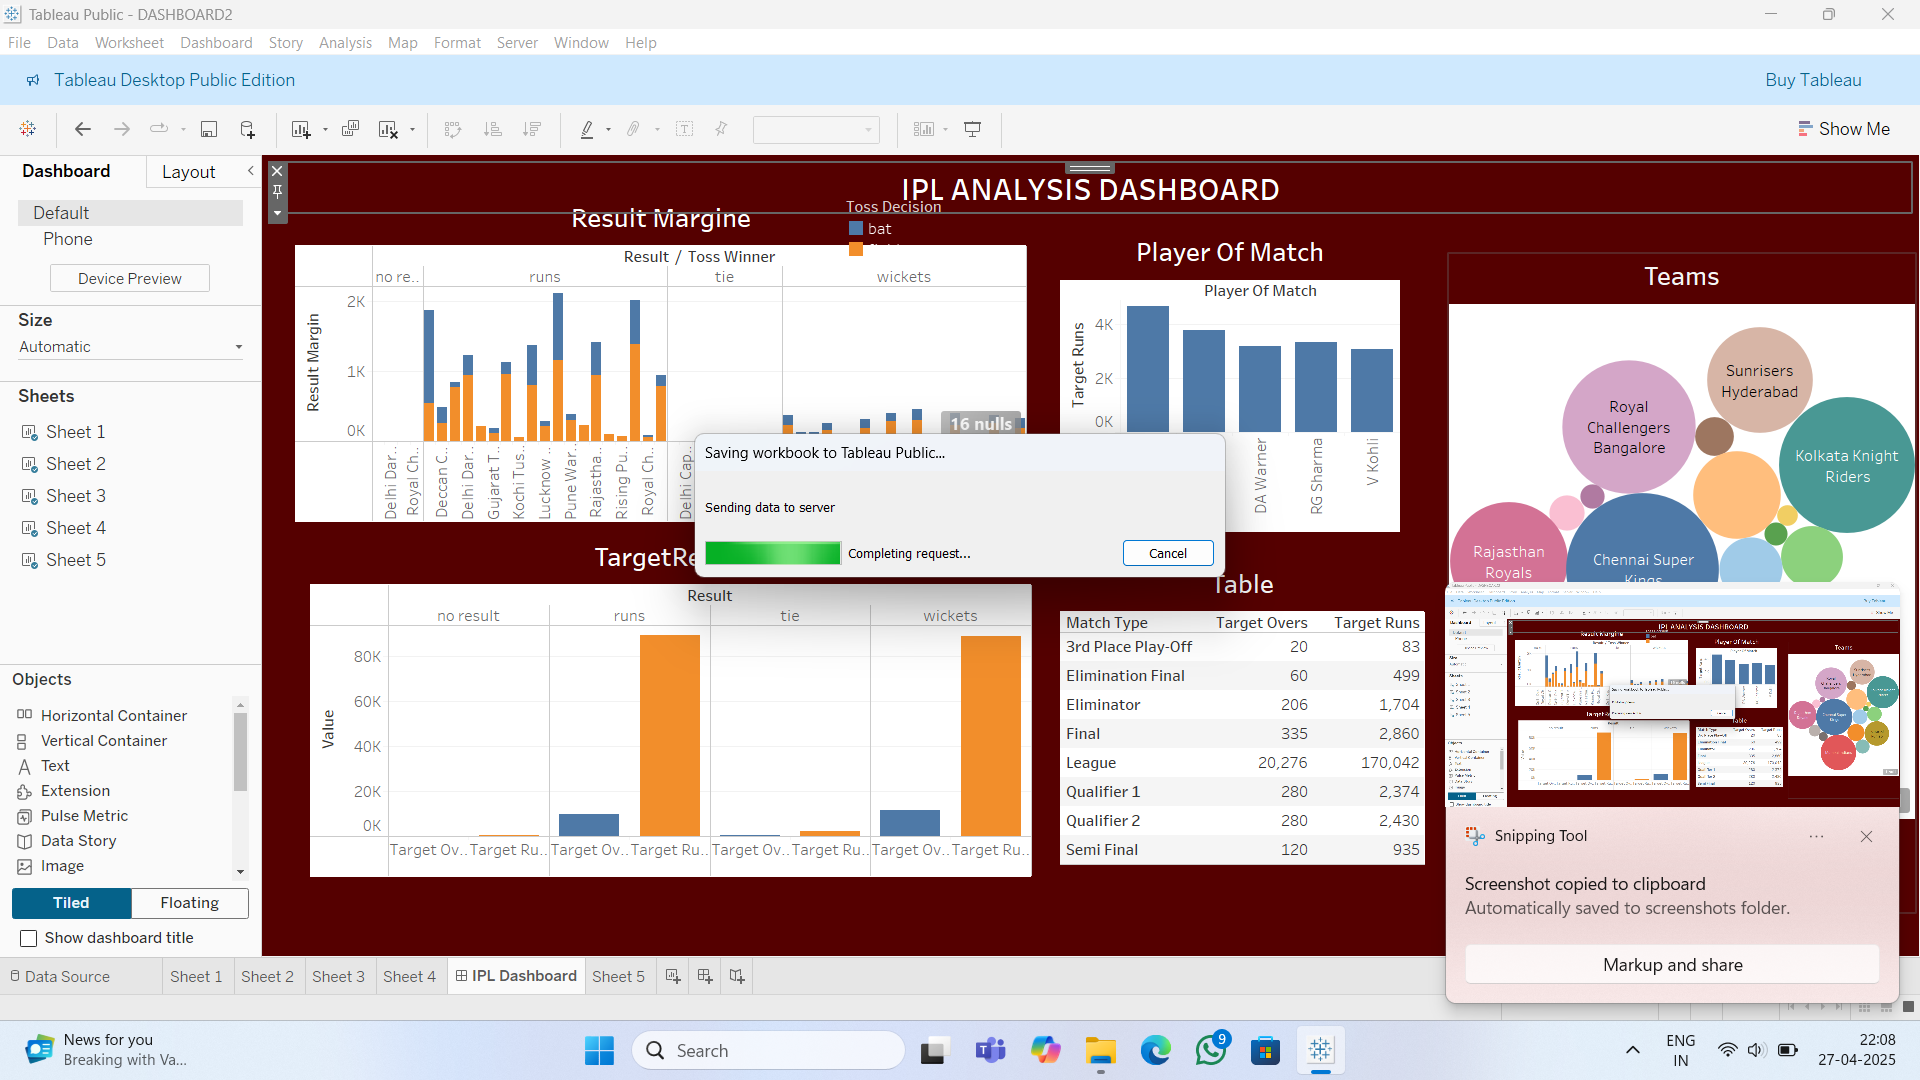 Tableau Public - DASHBOARD2
File Data Worksheet Dashboard Story Analysis Map Format Server Window Help
Tableau Desktop Public Edition
Buy Tableau
Show Me
Dashboard
Layout
Default
Phone
Device Preview
Size
Automatic
Sheets
Sheet 1
Sheet 2
Sheet 3
Sheet 4
Sheet 5
Objects
Horizontal Container
Vertical Container
Text
Extension
Pulse Metric
Data Story
Image
Tiled
Floating
Show dashboard title
IPL ANALYSIS DASHBOARD
Result Margine
Toss Decision
bat
Result / Toss Winner
no re..
runs
tie
wickets
Result Margin
2K
1K
0K
16 nulls
Delhi Dar..
Royal Ch..
Deccan C..
Delhi Dar..
Gujarat T..
Kochi Tus..
Lucknow ..
Pune War..
Rajastha..
Rising Pu..
Royal Ch..
Delhi Cap..
Player Of Match
Player Of Match
Target Runs
4K
2K
0K
DA Warner
RG Sharma
V Kohli
Teams
Sunrisers
Hyderabad
Royal
Challengers
Bangalore
Kolkata Knight
Riders
Rajasthan
Royals
Chennai Super
Kings
Saving workbook to Tableau Public...
Sending data to server
Completing request...
Cancel
TargetRe
Result
no result
runs
tie
wickets
Value
80K
60K
40K
20K
0K
Target Ov..
Target Ru..
Target Ov..
Target Ru..
Target Ov..
Target Ru..
Target Ov..
Target Ru..
Table
Match Type Target Overs Target Runs
3rd Place Play-Off 20 83
Elimination Final 60 499
Eliminator 206 1,704
Final 335 2,860
League 20,276 170,042
Qualifier 1 280 2,374
Qualifier 2 280 2,430
Semi Final 120 935
IPL ANALYSIS DASHBOARD
Snipping Tool
Screenshot copied to clipboard
Automatically saved to screenshots folder.
Markup and share
Data Source
Sheet 1
Sheet 2
Sheet 3
Sheet 4
IPL Dashboard
Sheet 5
News for you
Breaking with Va...
Search
9
ENG
IN
22:08
27-04-2025